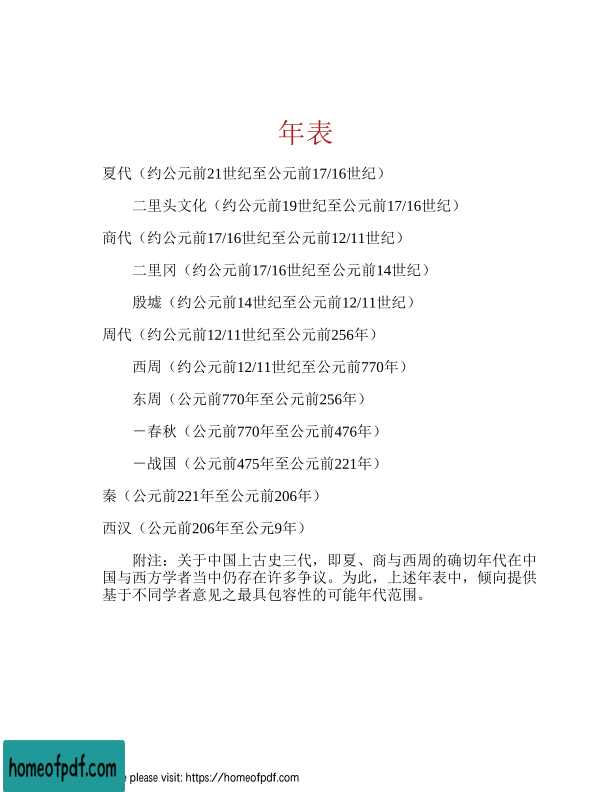 年表
夏代（约公元前21世纪至公元前17/16世纪）
二里头文化（约公元前19世纪至公元前17/16世纪）
商代（约公元前17/16世纪至公元前12/11世纪）
二里冈（约公元前17/16世纪至公元前14世纪）
殷墟（约公元前14世纪至公元前12/11世纪）
周代（约公元前12/11世纪至公元前256年）
西周（约公元前12/11世纪至公元前770年）
东周（公元前770年至公元前256年）
－春秋（公元前770年至公元前476年）
－战国（公元前475年至公元前221年）
秦（公元前221年至公元前206年）
西汉（公元前206年至公元9年）
附注：关于中国上古史三代，即夏、商与西周的确切年代在中
国与西方学者当中仍存在许多争议。为此，上述年表中，倾向提供
基于不同学者意见之最具包容性的可能年代范围。
homeofpdf.com
please visit: https://homeofpdf.com